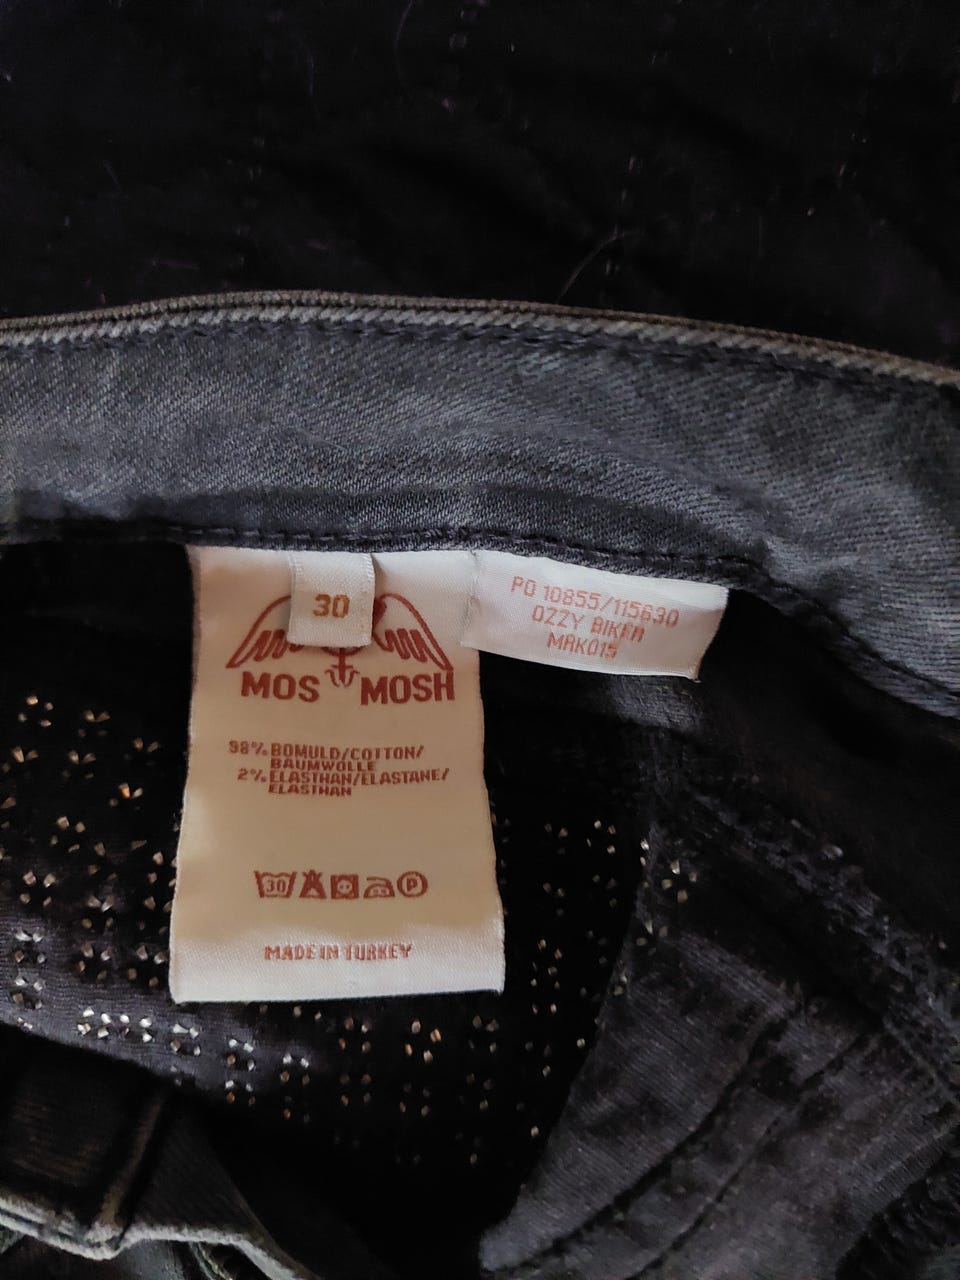 30
MOS MOSH
98% BOMULD/COTTON/
BAUMWOLLE
2% ELASTHAN/ELASTANE/
ELASTHAN
30 P
MADE IN TURKEY
PO 10855/115630
OZZY BIKER
MAK015